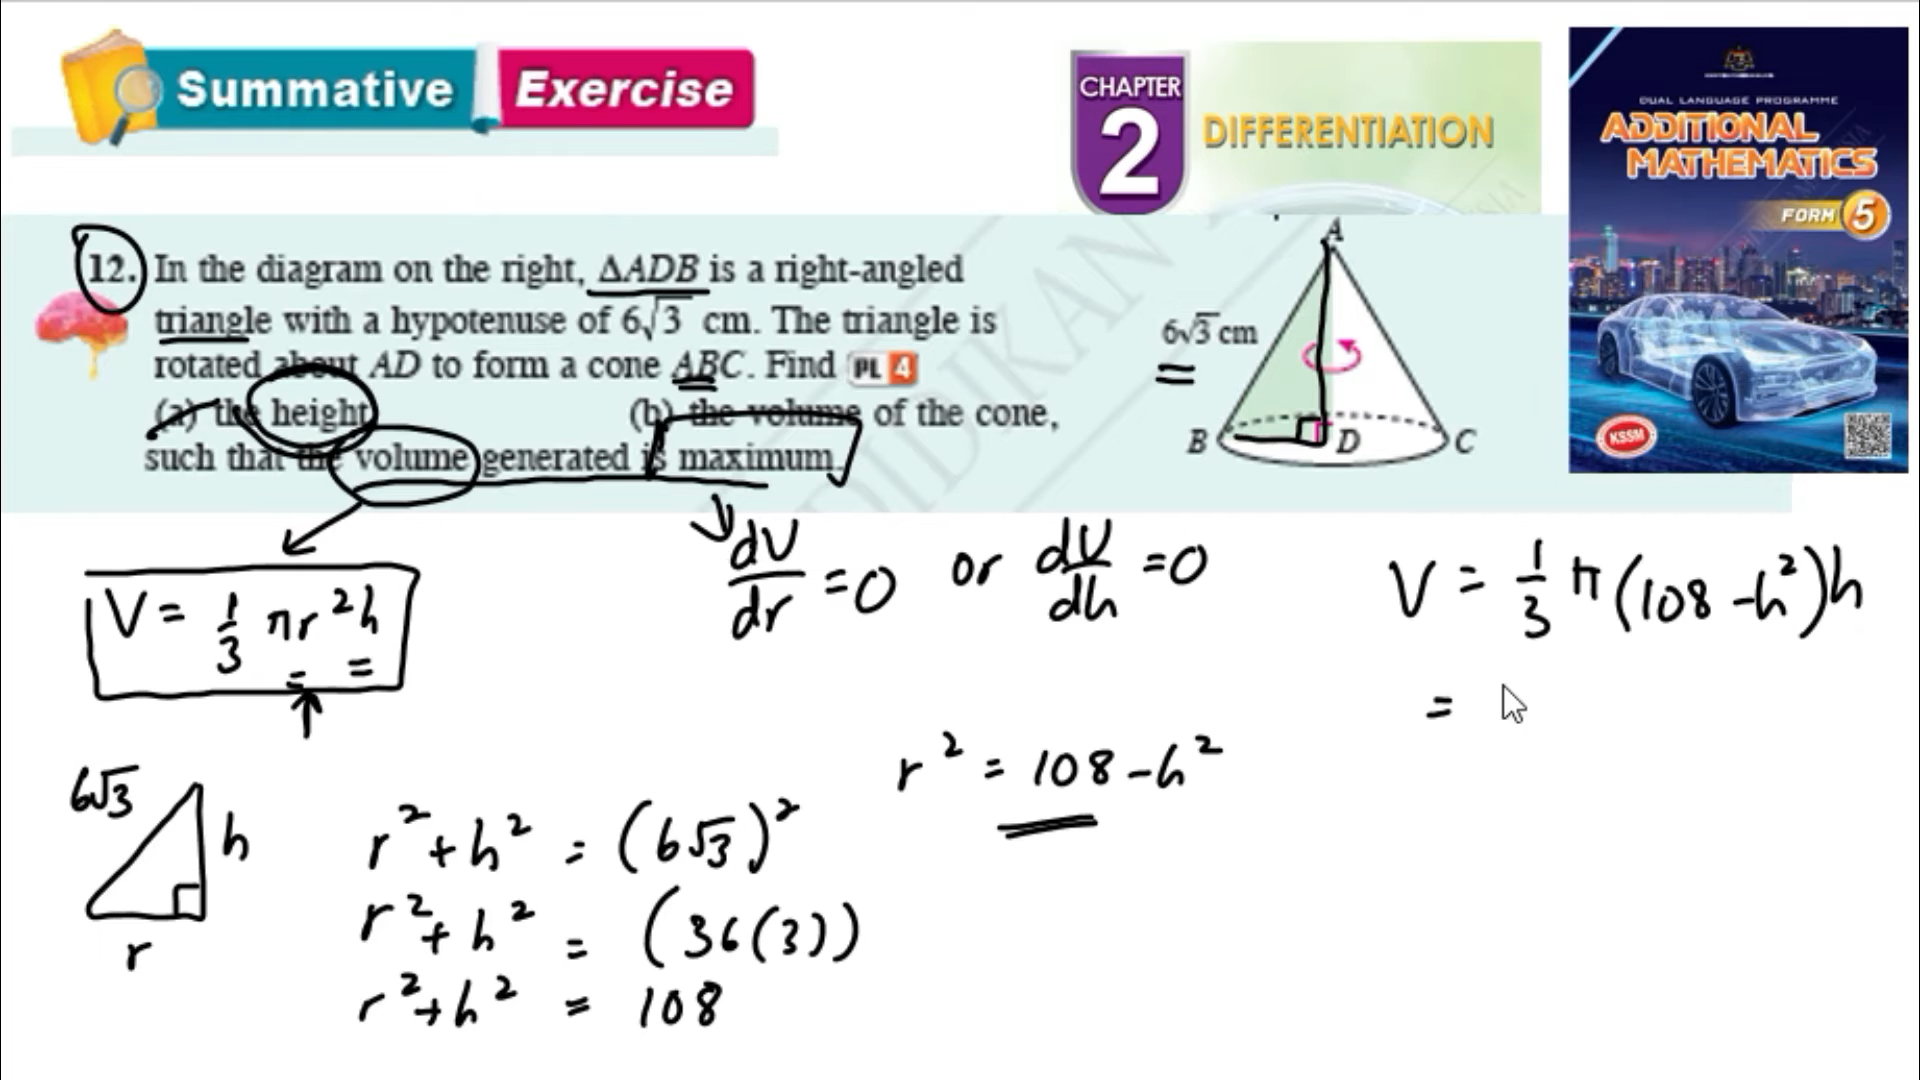 Summative Exercise
CHAPTER 2
DIFFERENTIATION
DUAL LANGUAGE PROGRAMME
ADDITIONAL
MATHEMATICS
FORM 5
KSSM
12. In the diagram on the right, ΔADB is a right-angled
triangle with a hypotenuse of 6√3 cm. The triangle is
rotated about AD to form a cone ABC. Find PL 4
(a) the height (b) the volume of the cone,
such that the volume generated is maximum.
A
6√3 cm
B D C
V = 1/3 πr²h
dV/dr = 0 or dV/dh = 0
V = 1/3 π(108 - h²)h
=
r² = 108 - h²
6√3
h
r
r² + h² = (6√3)²
r² + h² = (36(3))
r² + h² = 108